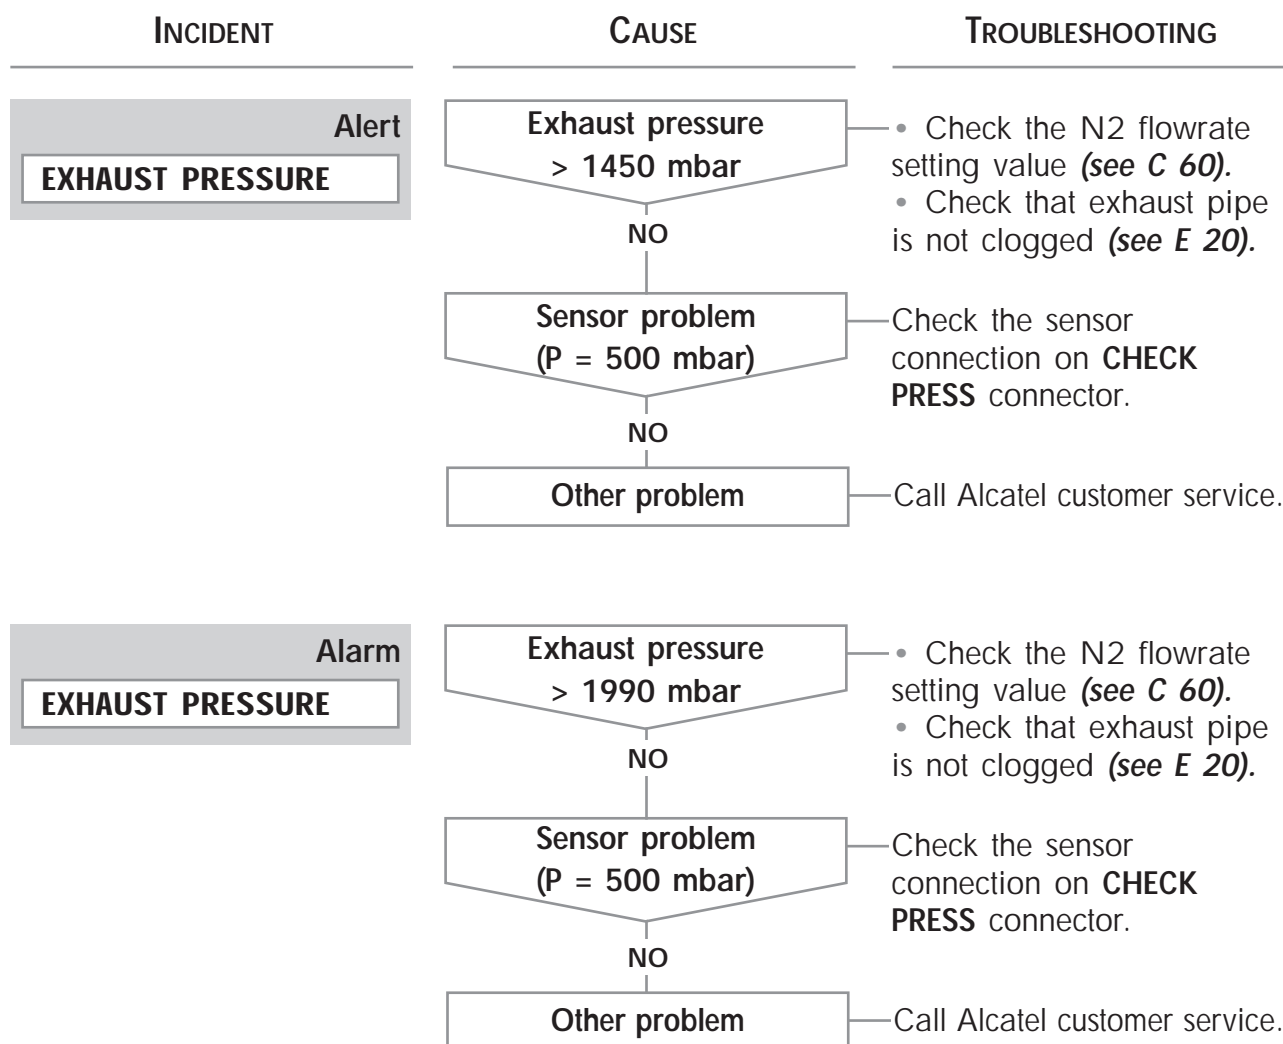 INCIDENT
CAUSE
TROUBLESHOOTING
Alert
EXHAUST PRESSURE
Exhaust pressure
> 1450 mbar
• Check the N2 flowrate
setting value (see C 60).
• Check that exhaust pipe
is not clogged (see E 20).
NO
Sensor problem
(P = 500 mbar)
Check the sensor
connection on CHECK
PRESS connector.
NO
Other problem
Call Alcatel customer service.
Alarm
EXHAUST PRESSURE
Exhaust pressure
> 1990 mbar
• Check the N2 flowrate
setting value (see C 60).
• Check that exhaust pipe
is not clogged (see E 20).
NO
Sensor problem
(P = 500 mbar)
Check the sensor
connection on CHECK
PRESS connector.
NO
Other problem
Call Alcatel customer service.